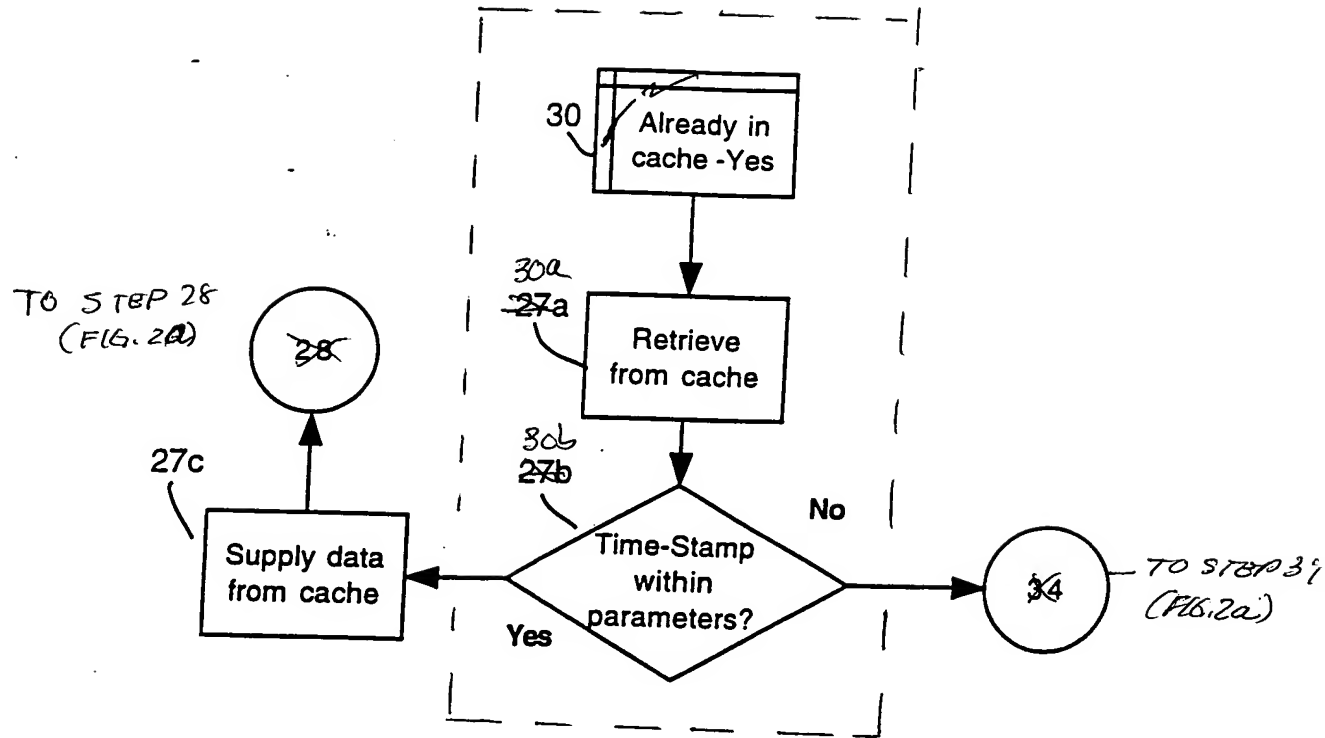 30
Already in
cache -Yes
30a
27a
Retrieve
from cache
TO STEP 28
(FIG. 2a)
28
30b
27b
27c
Time-Stamp
within
parameters?
No
Yes
Supply data
from cache
34
TO STEP 34
(FIG. 2a)